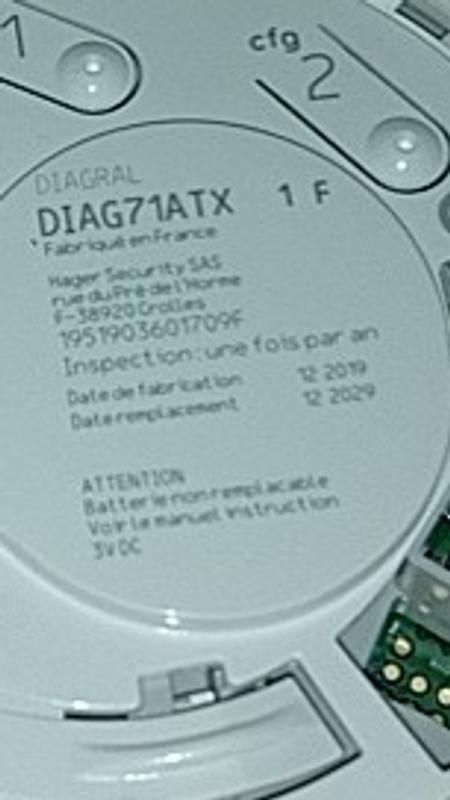 1
cfg
2
DIAGRAL
DIAG71ATX 1 F
Fabriqué en France
Hager Security SAS
rue du Pré de l'Horme
F-38920 Crolles
1951903601709F
Inspection: une fois par an
Date de fabrication 12 2019
Date remplacement 12 2029
ATTENTION
Batterie non remplaçable
Voir le manuel instruction
3V DC